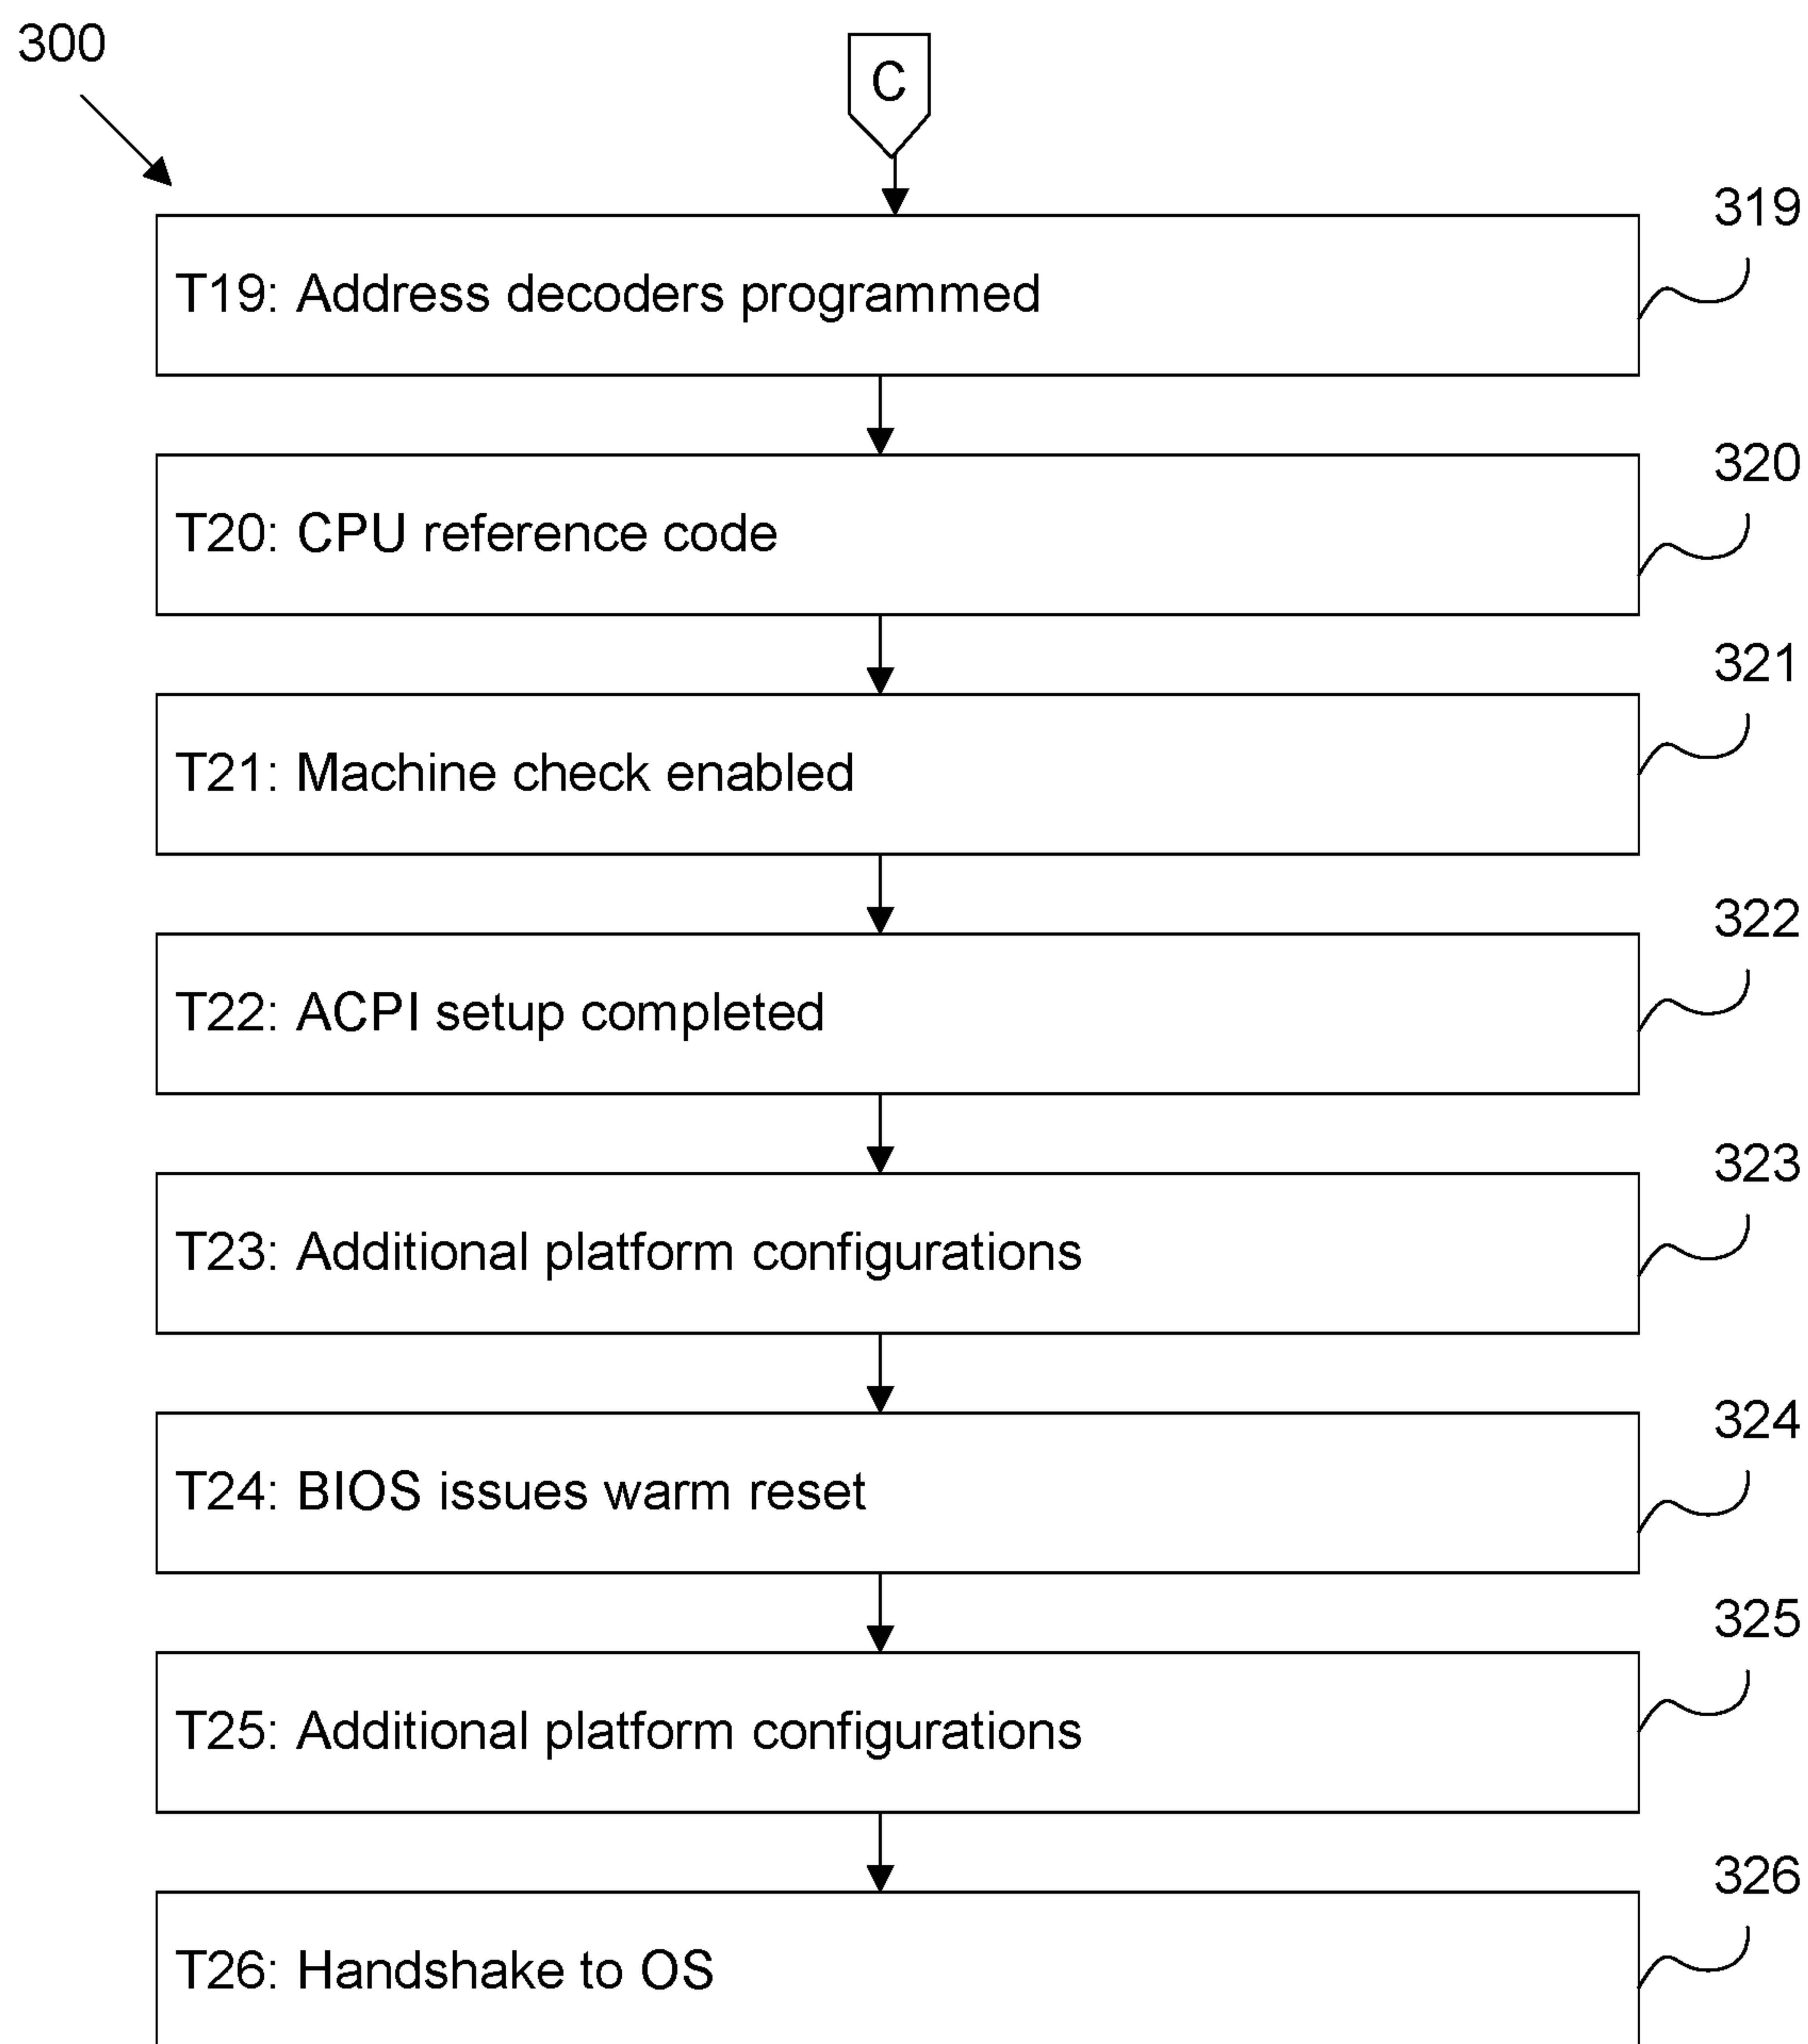 300
C
319
T19: Address decoders programmed
320
T20: CPU reference code
321
T21: Machine check enabled
322
T22: ACPI setup completed
323
T23: Additional platform configurations
324
T24: BIOS issues warm reset
325
T25: Additional platform configurations
326
T26: Handshake to OS